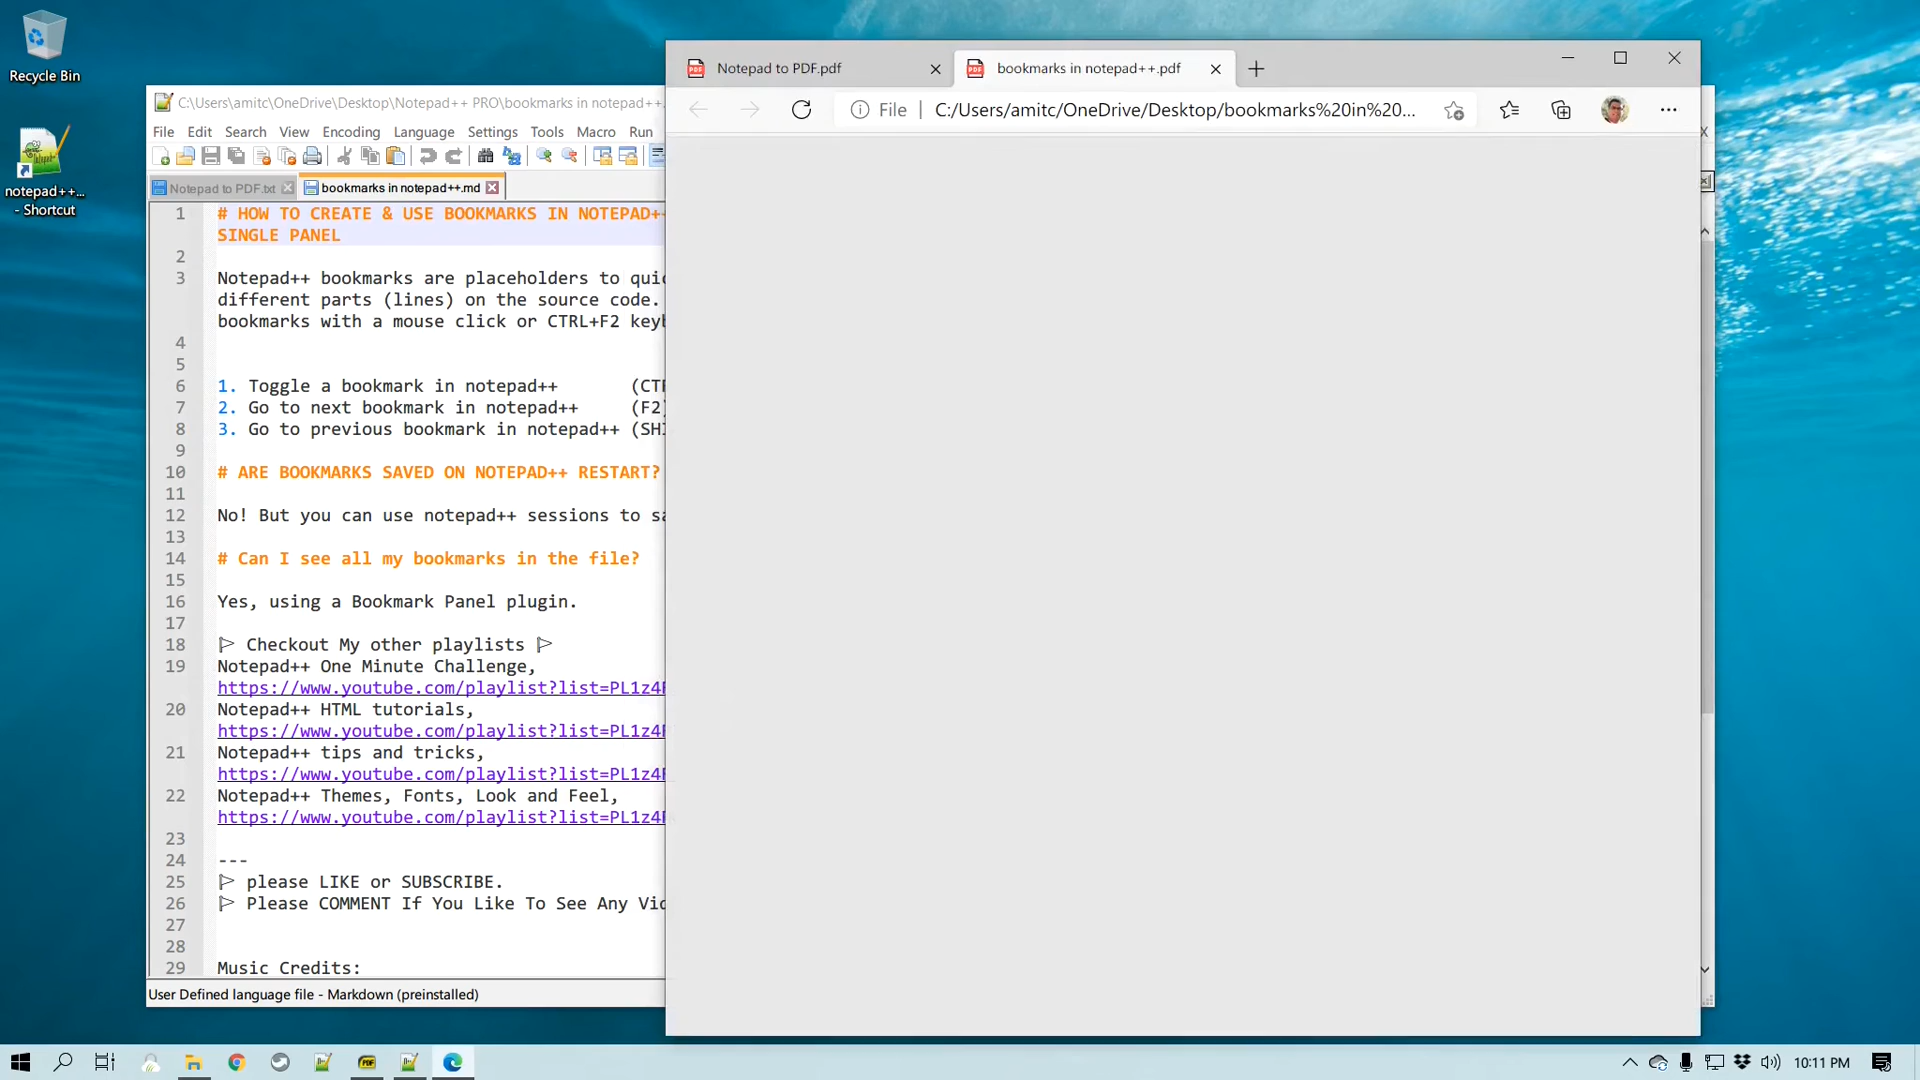 Recycle Bin
notepad++...
- Shortcut
C:\Users\amitc\OneDrive\Desktop\Notepad++ PRO\bookmarks in notepad++.
File Edit Search View Encoding Language Settings Tools Macro Run
Notepad to PDF.txt bookmarks in notepad++.md
1 # HOW TO CREATE & USE BOOKMARKS IN NOTEPAD++
SINGLE PANEL
2
3 Notepad++ bookmarks are placeholders to quic
different parts (lines) on the source code.
bookmarks with a mouse click or CTRL+F2 keyb
4
5
6 1. Toggle a bookmark in notepad++ (CTR
7 2. Go to next bookmark in notepad++ (F2)
8 3. Go to previous bookmark in notepad++ (SHI
9
10 # ARE BOOKMARKS SAVED ON NOTEPAD++ RESTART?
11
12 No! But you can use notepad++ sessions to sa
13
14 # Can I see all my bookmarks in the file?
15
16 Yes, using a Bookmark Panel plugin.
17
18 Checkout My other playlists
19 Notepad++ One Minute Challenge,
https://www.youtube.com/playlist?list=PL1z4F
20 Notepad++ HTML tutorials,
https://www.youtube.com/playlist?list=PL1z4F
21 Notepad++ tips and tricks,
https://www.youtube.com/playlist?list=PL1z4F
22 Notepad++ Themes, Fonts, Look and Feel,
https://www.youtube.com/playlist?list=PL1z4F
23
24 ---
25 please LIKE or SUBSCRIBE.
26 Please COMMENT If You Like To See Any Vid
27
28
29 Music Credits:
User Defined language file - Markdown (preinstalled)
Notepad to PDF.pdf bookmarks in notepad++.pdf
File C:/Users/amitc/OneDrive/Desktop/bookmarks%20in%20...
10:11 PM